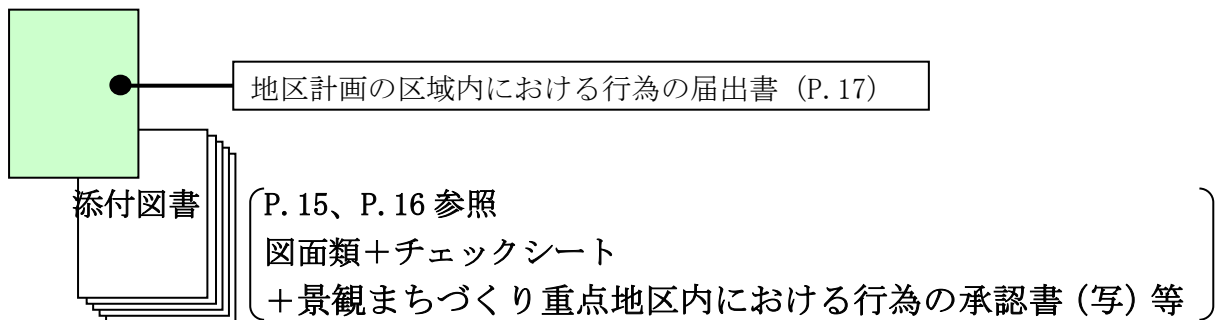 地区計画の区域内における行為の届出書（P.17）
添付図書
P.15、P.16 参照
図面類＋チェックシート
＋景観まちづくり重点地区内における行為の承認書（写）等